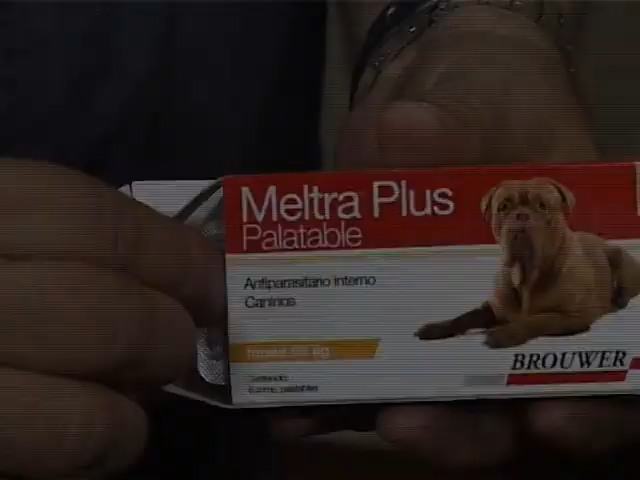 Meltra Plus
Palatable
Antiparasitario interno
Caninos
BROUWER